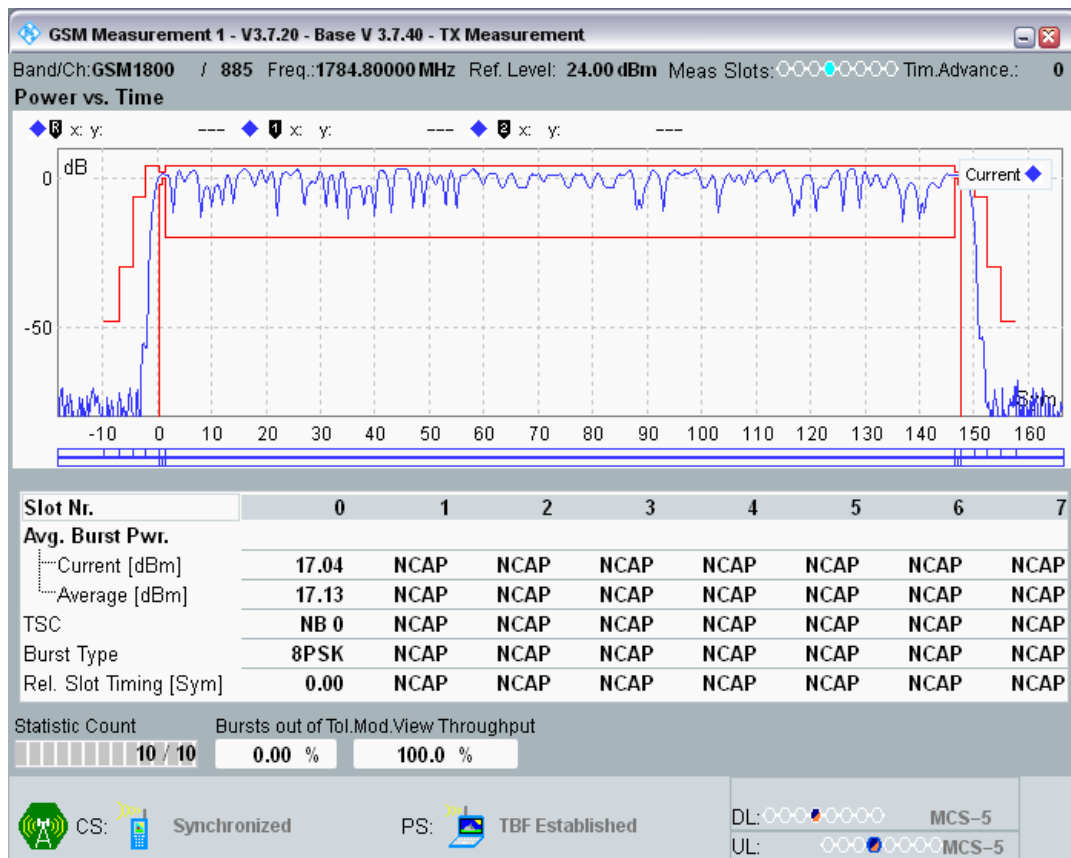 GSM Measurement 1 - V3.7.20 - Base V 3.7.40 - TX Measurement
Band/Ch:GSM1800 / 885 Freq.:1784.80000 MHz Ref. Level: 24.00 dBm Meas Slots: Tim.Advance.: 0
Power vs. Time
R x: y: --- 1 x: y: --- 2 x: y: ---
dB
Current
0
-50
Sym
-10 0 10 20 30 40 50 60 70 80 90 100 110 120 130 140 150 160
Slot Nr. 0 1 2 3 4 5 6 7
Avg. Burst Pwr.
Current [dBm] 17.04 NCAP NCAP NCAP NCAP NCAP NCAP NCAP
Average [dBm] 17.13 NCAP NCAP NCAP NCAP NCAP NCAP NCAP
TSC NB 0 NCAP NCAP NCAP NCAP NCAP NCAP NCAP
Burst Type 8PSK NCAP NCAP NCAP NCAP NCAP NCAP NCAP
Rel. Slot Timing [Sym] 0.00 NCAP NCAP NCAP NCAP NCAP NCAP NCAP
Statistic Count Bursts out of Tol.Mod.View Throughput
10 / 10 0.00 % 100.0 %
CS: Synchronized PS: TBF Established
DL: MCS-5
UL: MCS-5